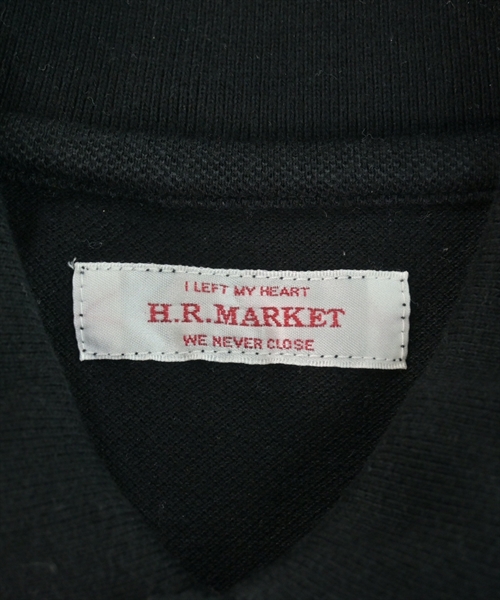 I LEFT MY HEART
H.R.MARKET
WE NEVER CLOSE